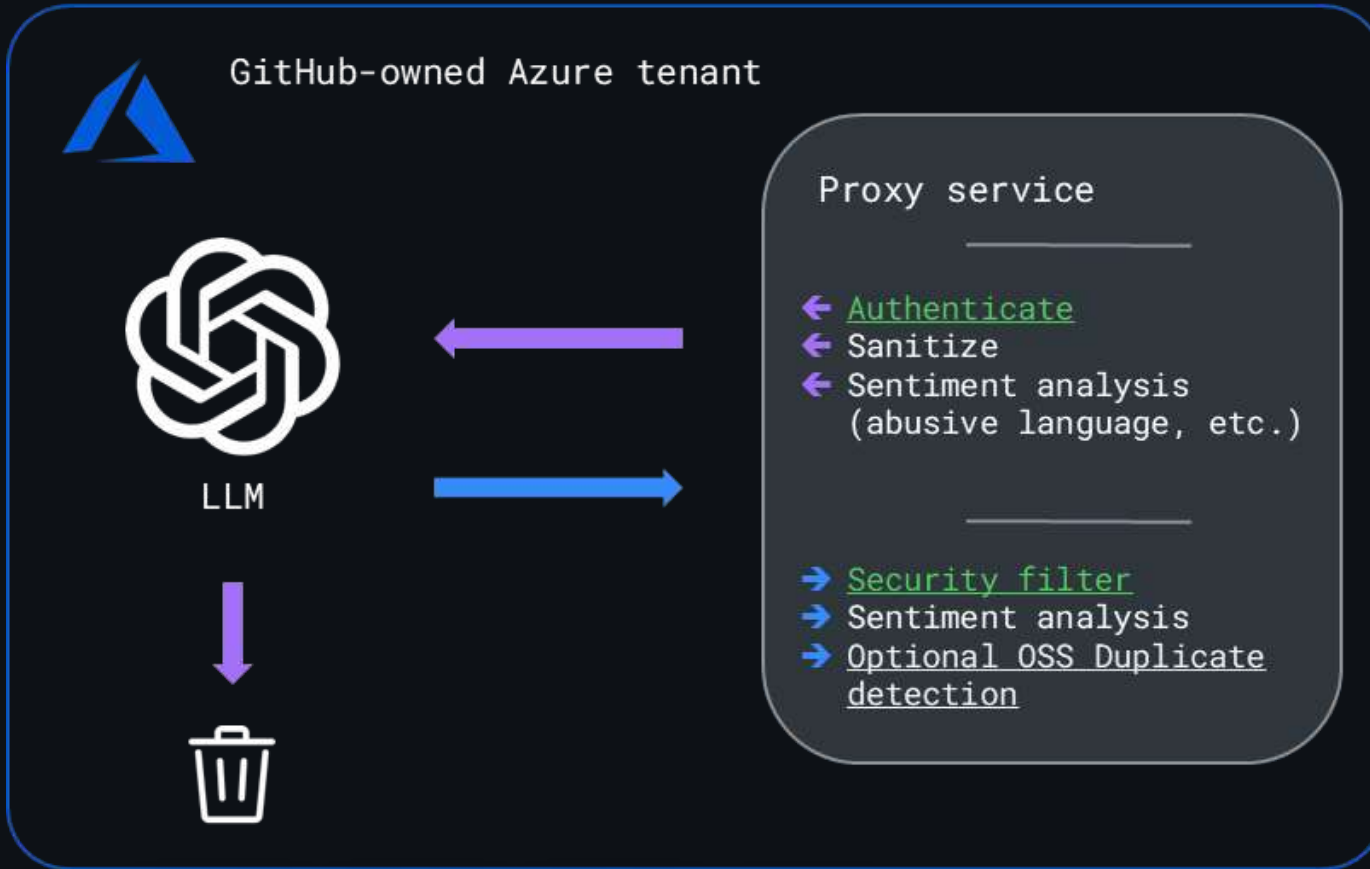 GitHub-owned Azure tenant
Proxy service
Authenticate
Sanitize
Sentiment analysis
(abusive language, etc.)
LLM
Security filter
Sentiment analysis
Optional OSS Duplicate
detection